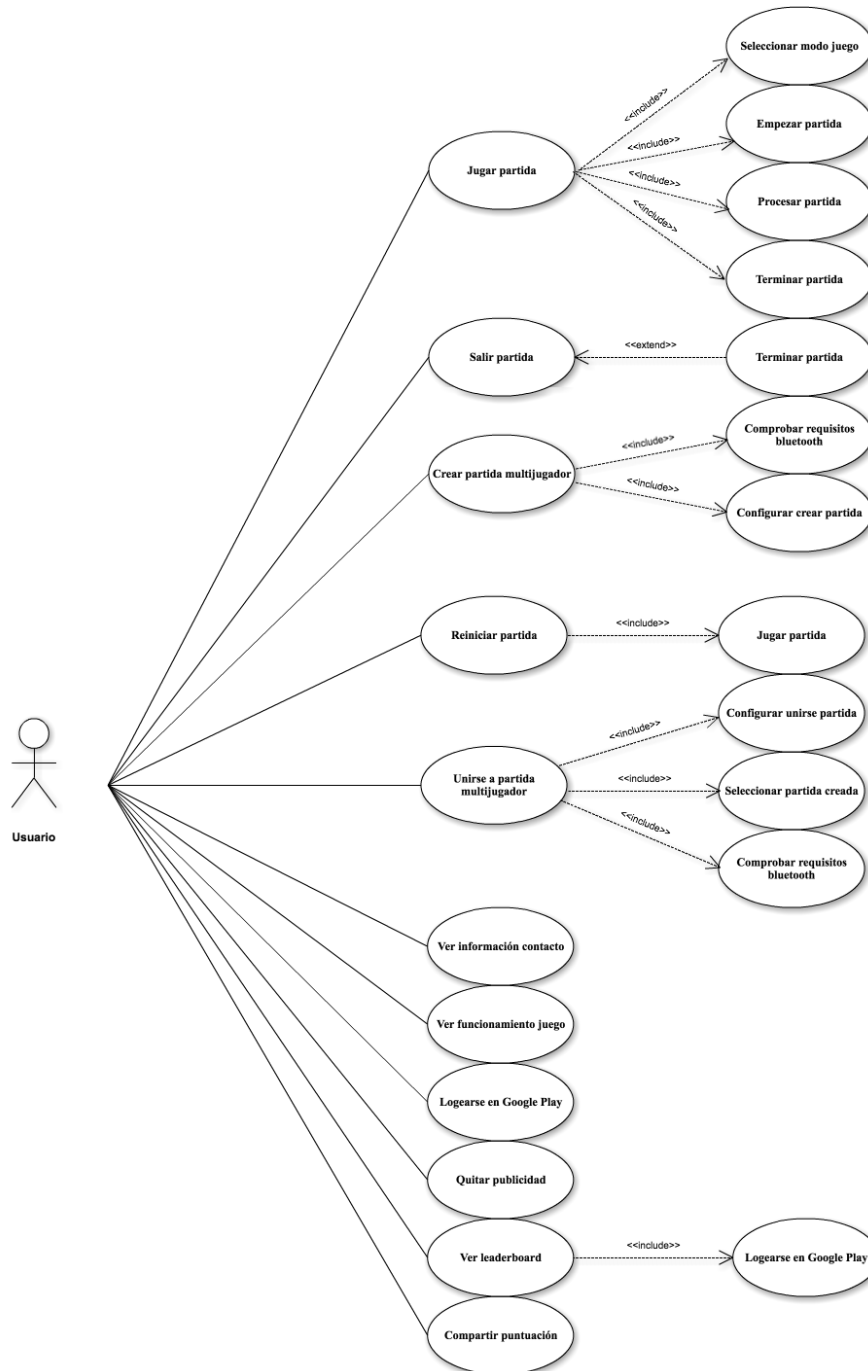 Seleccionar modo juego
<<include>>
Empezar partida
<<include>>
Jugar partida
<<include>>
Procesar partida
<<include>>
Terminar partida
Salir partida
<<extend>>
Terminar partida
Comprobar requisitos
bluetooth
<<include>>
Crear partida multijugador
<<include>>
Configurar crear partida
Reiniciar partida
<<include>>
Jugar partida
Configurar unirse partida
<<include>>
Unirse a partida
multijugador
<<include>>
Seleccionar partida creada
<<include>>
Comprobar requisitos
bluetooth
Usuario
Ver información contacto
Ver funcionamiento juego
Logearse en Google Play
Quitar publicidad
Ver leaderboard
<<include>>
Logearse en Google Play
Compartir puntuación